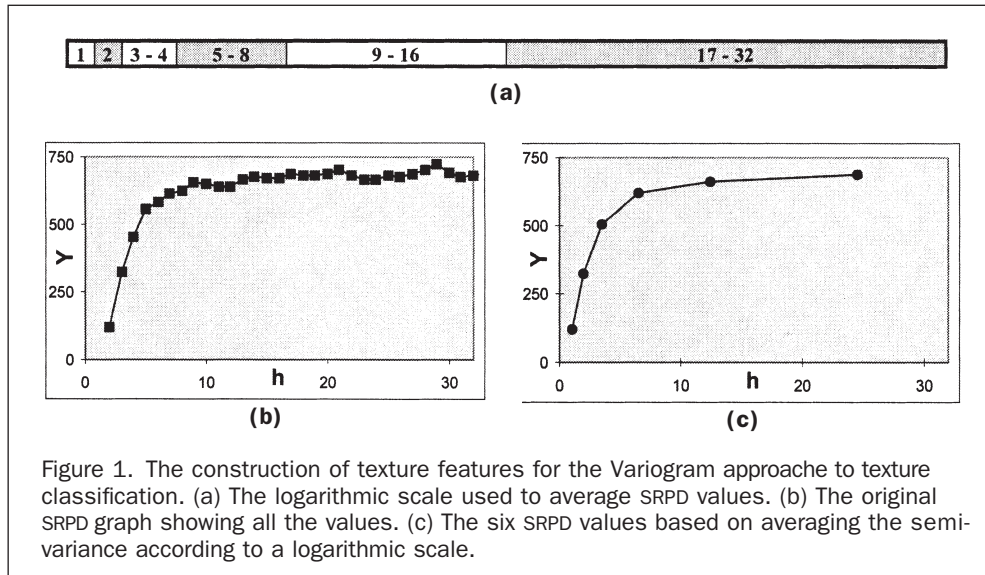 1 2 3 - 4 5 - 8 9 - 16 17 - 32
(a)
750
500
250
0
Y
0 10 20 30
h
(b)
750
500
250
0
Y
0 10 20 30
h
(c)
Figure 1. The construction of texture features for the Variogram approache to texture
classification. (a) The logarithmic scale used to average SRPD values. (b) The original
SRPD graph showing all the values. (c) The six SRPD values based on averaging the semi-
variance according to a logarithmic scale.